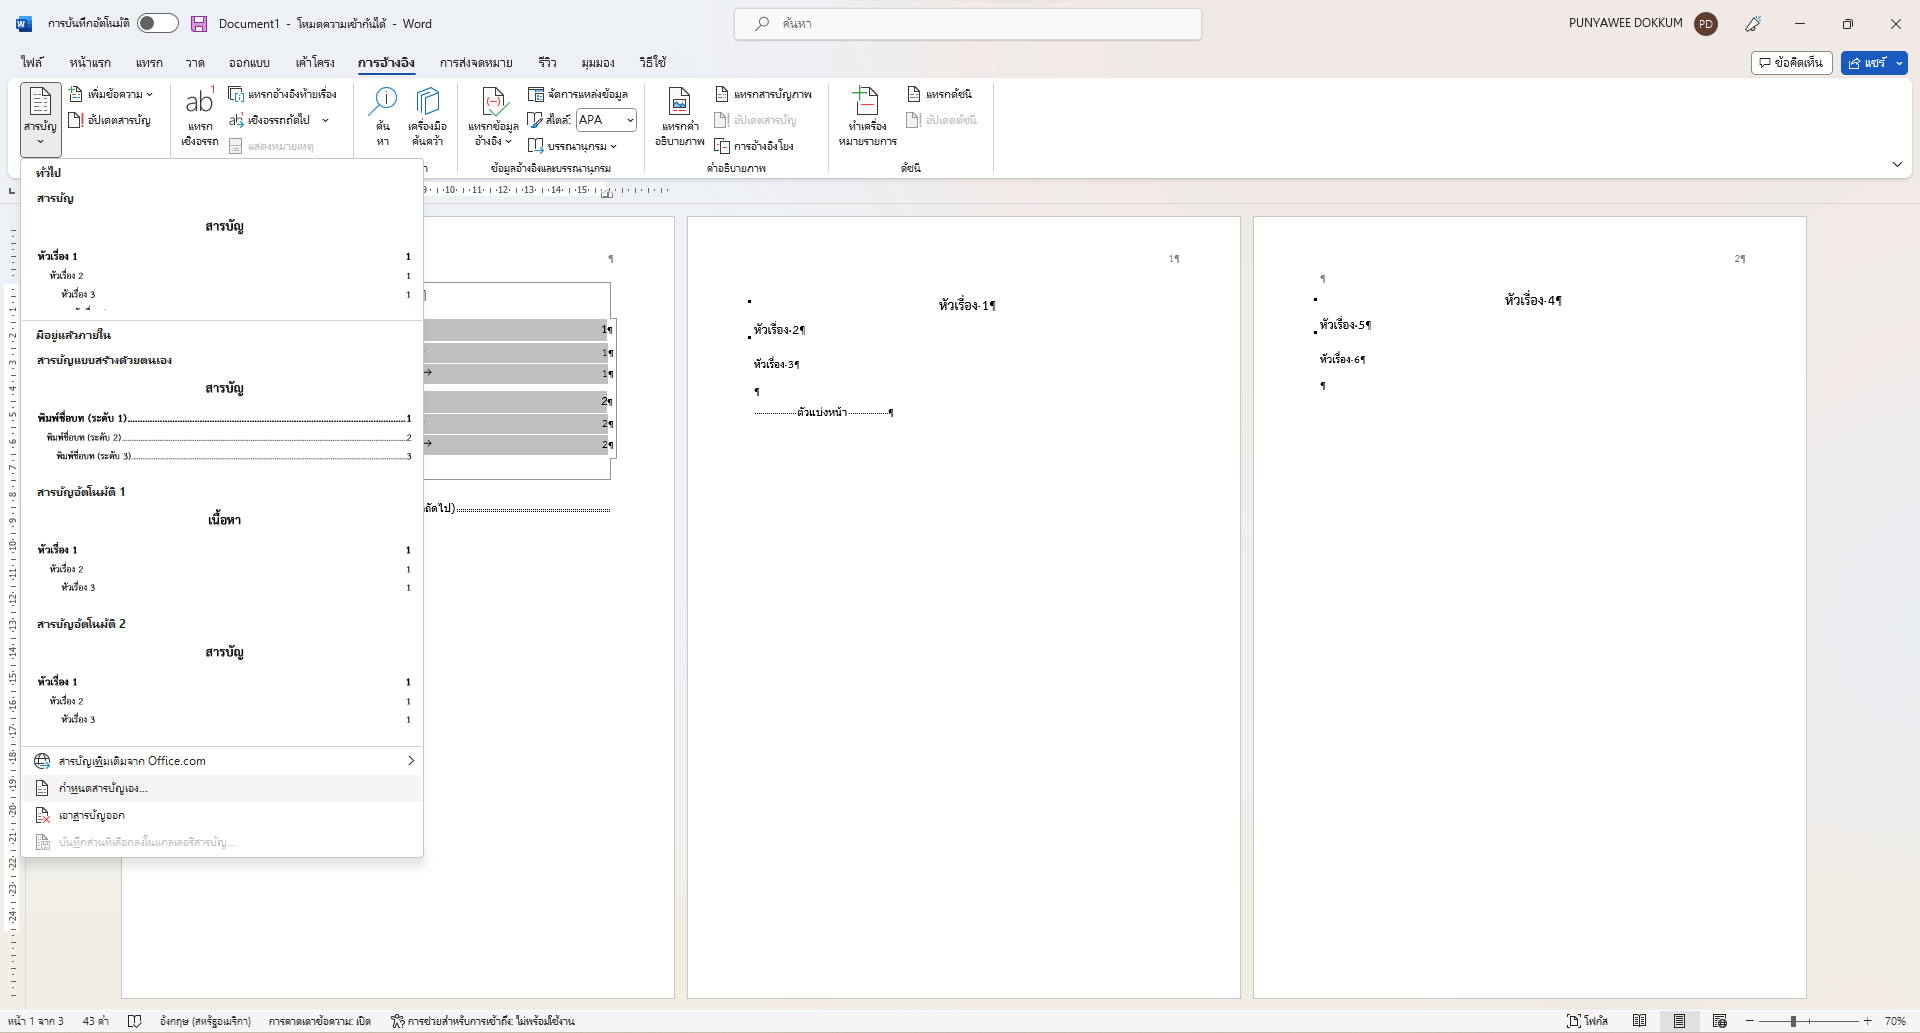 การบันทึกอัตโนมัติ Document1 - โหมดความเข้ากันได้ - Word ค้นหา PUNYAWEE DOKKUM PD
ไฟล์ หน้าแรก แทรก วาด ออกแบบ เค้าโครง การอ้างอิง การส่งจดหมาย รีวิว มุมมอง วิธีใช้ ข้อคิดเห็น แชร์
สารบัญ
เพิ่มข้อความ
อัปเดตสารบัญ
ab 1
แทรก
เชิงอรรถ
แทรกอ้างอิงท้ายเรื่อง
เชิงอรรถถัดไป
แสดงหมายเหตุ
ค้น
หา
เครื่องมือ
ค้นคว้า
แทรกข้อมูล
อ้างอิง
จัดการแหล่งข้อมูล
สไตล์: APA
บรรณานุกรม
ข้อมูลอ้างอิงและบรรณานุกรม
แทรกคำ
อธิบายภาพ
แทรกสารบัญภาพ
อัปเดตสารบัญ
การอ้างอิงโยง
คำอธิบายภาพ
ทำเครื่อง
หมายรายการ
แทรกดัชนี
อัปเดตดัชนี
ดัชนี
ทั่วไป
สารบัญ
สารบัญ
หัวเรื่อง 1 1
หัวเรื่อง 2 1
หัวเรื่อง 3 1
มีอยู่แล้วภายใน
สารบัญแบบสร้างด้วยตนเอง
สารบัญ
พิมพ์ชื่อบท (ระดับ 1) 1
พิมพ์ชื่อบท (ระดับ 2) 2
พิมพ์ชื่อบท (ระดับ 3) 3
สารบัญอัตโนมัติ 1
เนื้อหา
หัวเรื่อง 1 1
หัวเรื่อง 2 1
หัวเรื่อง 3 1
สารบัญอัตโนมัติ 2
สารบัญ
หัวเรื่อง 1 1
หัวเรื่อง 2 1
หัวเรื่อง 3 1
สารบัญเพิ่มเติมจาก Office.com
กำหนดสารบัญเอง...
เอาสารบัญออก
บันทึกส่วนที่เลือกลงในแกลเลอรีสารบัญ...
9 10 11 12 13 14 15
¶
1¶
1¶
1¶
2¶
2¶
2¶
ถัดไป)
1¶
หัวเรื่อง·1¶
หัวเรื่อง·2¶
หัวเรื่อง·3¶
¶
ตัวแบ่งหน้า ¶
2¶
¶
หัวเรื่อง·4¶
หัวเรื่อง·5¶
หัวเรื่อง·6¶
¶
หน้า 1 จาก 3 43 คำ อังกฤษ (สหรัฐอเมริกา) การคาดเดาข้อความ: เปิด การช่วยสำหรับการเข้าถึง: ไม่พร้อมใช้งาน โฟกัส 70%